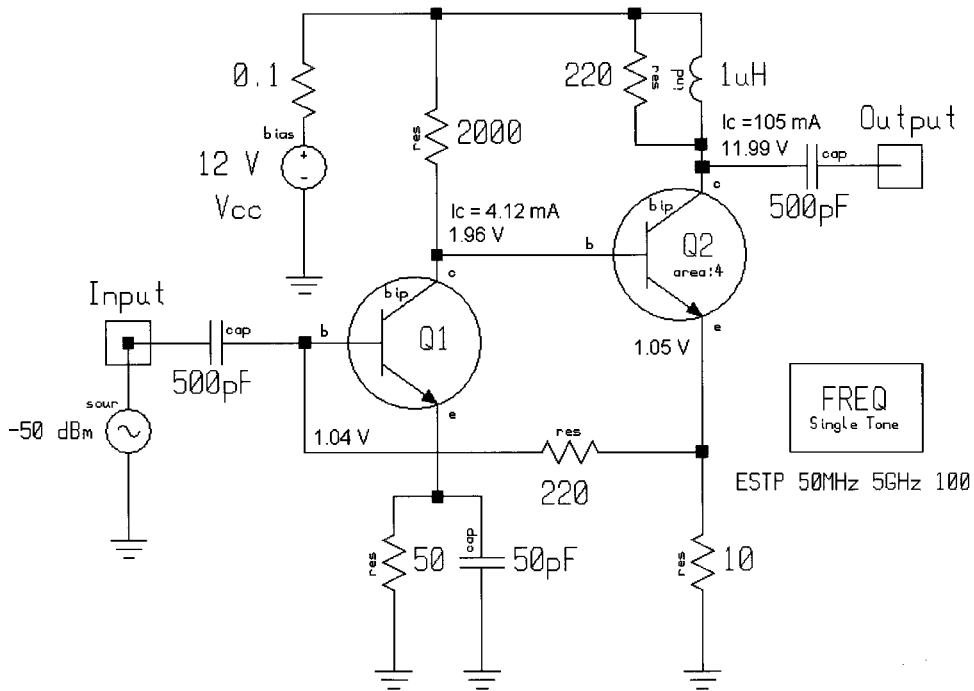 0.1
bias
12 V
Vcc
res
2000
220
res
ind
1uH
Ic = 105 mA
11.99 V
cap
500pF
Output
Ic = 4.12 mA
1.96 V
b
c
bip
Q2
area:4
e
1.05 V
Input
cap
500pF
b
c
bip
Q1
e
sour
-50 dBm
1.04 V
res
220
FREQ
Single Tone
ESTP 50MHz 5GHz 100
res
50
cap
50pF
res
10